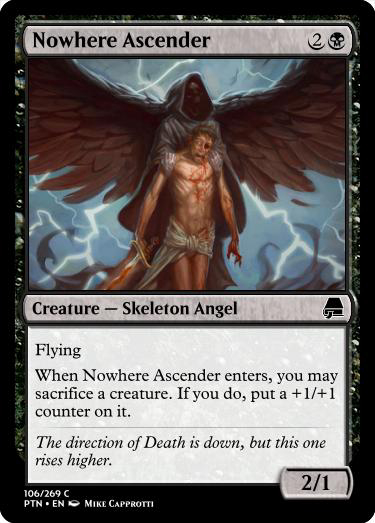 Nowhere Ascender 2
Creature — Skeleton Angel
Flying
When Nowhere Ascender enters, you may
sacrifice a creature. If you do, put a +1/+1
counter on it.
The direction of Death is down, but this one
rises higher.
2/1
106/269 C
PTN • EN Mike Capprotti